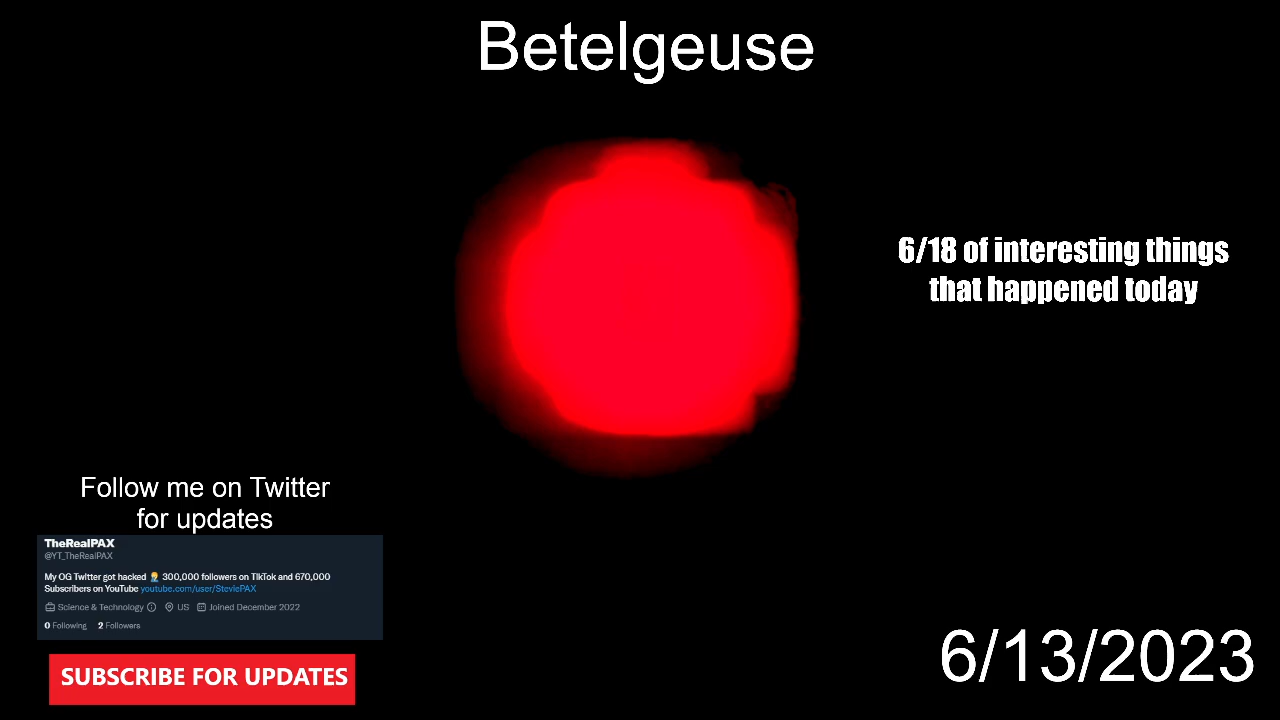 Betelgeuse
6/18 of interesting things
that happened today
Follow me on Twitter
for updates
TheRealPAX
@YT_TheRealPAX
My OG Twitter got hacked 🤦 300,000 followers on TikTok and 670,000
Subscribers on YouTube youtube.com/user/SteviePAX
Science & Technology US Joined December 2022
0 Following 2 Followers
SUBSCRIBE FOR UPDATES
6/13/2023